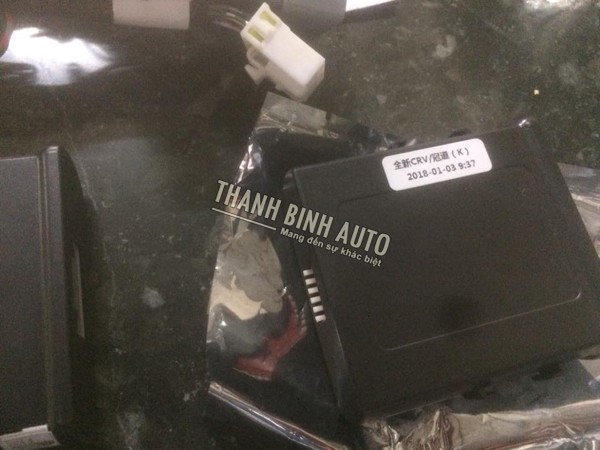 全新CRV/冠道（K）
2018-01-03 9:37
THANH BINH AUTO
Mang đến sự khác biệt